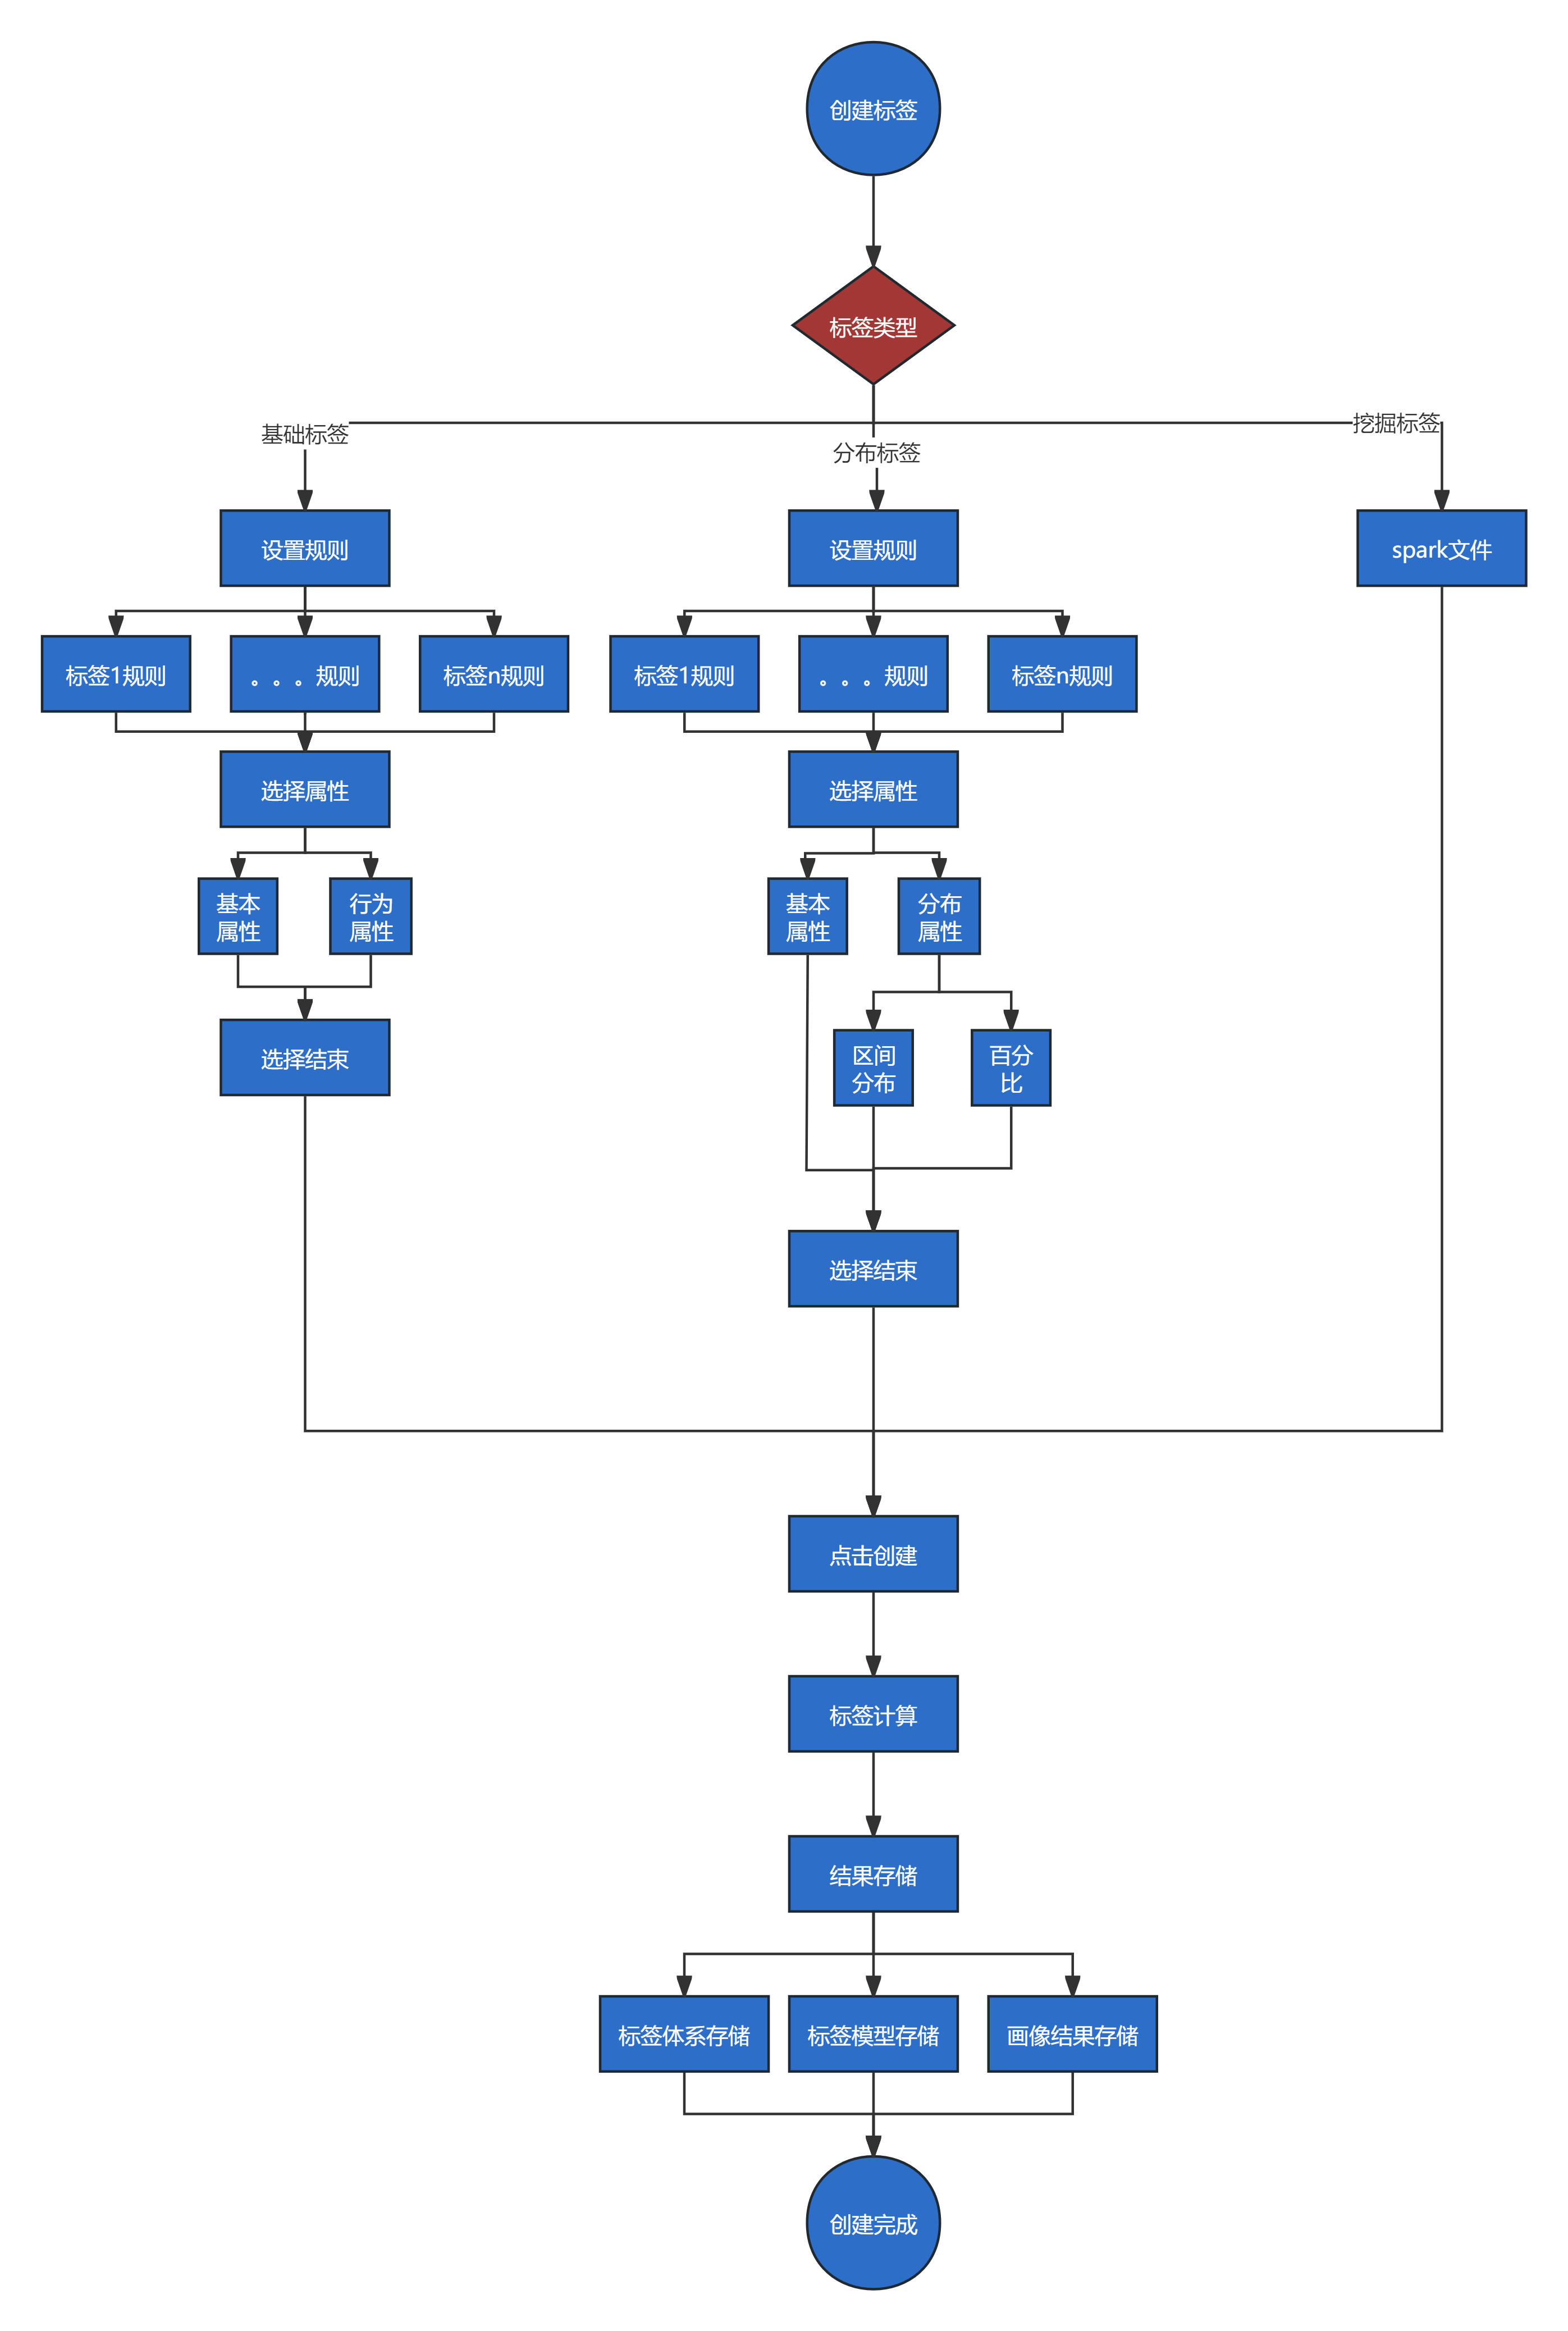 创建标签
标签类型
基础标签
分布标签
挖掘标签
设置规则
设置规则
spark文件
标签1规则
。。。规则
标签n规则
标签1规则
。。。规则
标签n规则
选择属性
选择属性
基本
属性
行为
属性
基本
属性
分布
属性
选择结束
区间
分布
百分
比
选择结束
点击创建
标签计算
结果存储
标签体系存储
标签模型存储
画像结果存储
创建完成